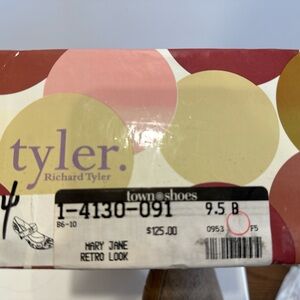 tyler.
Richard Tyler
town shoes
1-4130-091 9.5 B
B6-10 $125.00 0953 F5
MARY JANE
RETRO LOOK